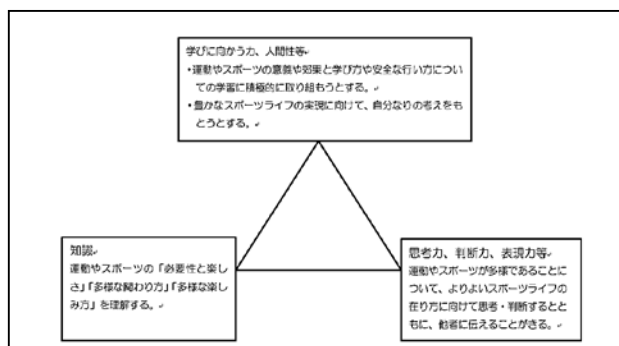 学びに向かう力、人間性等
・運動やスポーツの意義や効果と学び方や安全な行い方につい
ての学習に積極的に取り組もうとする。
・豊かなスポーツライフの実現に向けて、自分なりの考えをも
とうとする。
知識
運動やスポーツの「必要性と楽し
さ」「多様な関わり方」「多様な楽し
み方」を理解する。
思考力、判断力、表現力等
運動やスポーツが多様であることに
ついて、よりよいスポーツライフの
在り方に向けて思考・判断するとと
もに、他者に伝えることがきる。